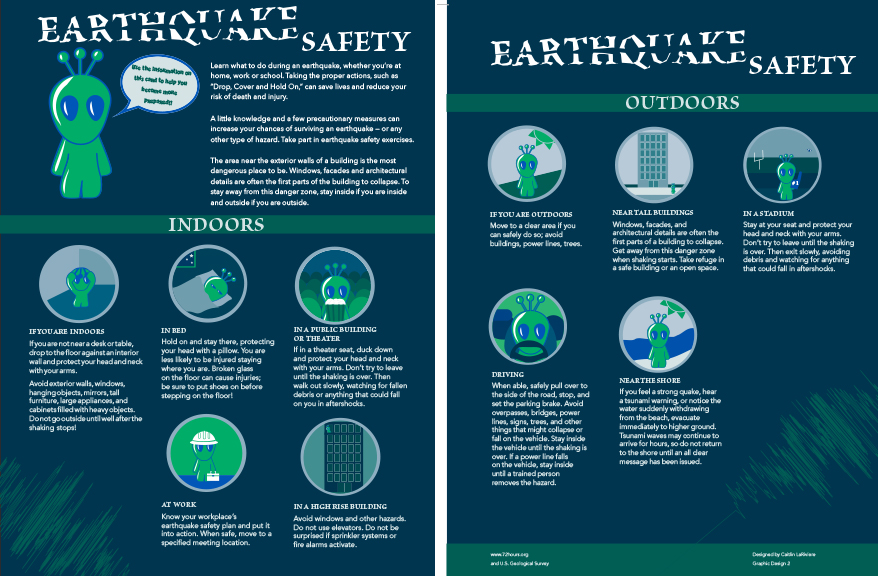 EARTHQUAKE
SAFETY
Use the information on
this card to help you
become more
prepared!!
Learn what to do during an earthquake, whether you're at
home, work or school. Taking the proper actions, such as
"Drop, Cover and Hold On," can save lives and reduce your
risk of death and injury.
A little knowledge and a few precautionary measures can
increase your chances of surviving an earthquake – or any
other type of hazard. Take part in earthquake safety exercises.
The area near the exterior walls of a building is the most
dangerous place to be. Windows, facades and architectural
details are often the first parts of the building to collapse. To
stay away from this danger zone, stay inside if you are inside
and outside if you are outside.
INDOORS
IF YOU ARE INDOORS
If you are not near a desk or table,
drop to the floor against an interior
wall and protect your head and neck
with your arms.
Avoid exterior walls, windows,
hanging objects, mirrors, tall
furniture, large appliances, and
cabinets filled with heavy objects.
Do not go outside until well after the
shaking stops!
IN BED
Hold on and stay there, protecting
your head with a pillow. You are
less likely to be injured staying
where you are. Broken glass
on the floor can cause injuries;
be sure to put shoes on before
stepping on the floor!
IN A PUBLIC BUILDING
OR THEATER
If in a theater seat, duck down
and protect your head and neck
with your arms. Don't try to leave
until the shaking is over. Then
walk out slowly, watching for fallen
debris or anything that could fall
on you in aftershocks.
AT WORK
Know your workplace's
earthquake safety plan and put it
into action. When safe, move to a
specified meeting location.
IN A HIGH RISE BUILDING
Avoid windows and other hazards.
Do not use elevators. Do not be
surprised if sprinkler systems or
fire alarms activate.
EARTHQUAKE
SAFETY
OUTDOORS
IF YOU ARE OUTDOORS
Move to a clear area if you
can safely do so; avoid
buildings, power lines, trees.
NEAR TALL BUILDINGS
Windows, facades, and
architectural details are often the
first parts of a building to collapse.
Get away from this danger zone
when shaking starts. Take refuge in
a safe building or an open space.
#1
IN A STADIUM
Stay at your seat and protect your
head and neck with your arms.
Don't try to leave until the shaking
is over. Then exit slowly, avoiding
debris and watching for anything
that could fall in aftershocks.
DRIVING
When able, safely pull over to
the side of the road, stop, and
set the parking brake. Avoid
overpasses, bridges, power
lines, signs, trees, and other
things that might collapse or
fall on the vehicle. Stay inside
the vehicle until the shaking is
over. If a power line falls
on the vehicle, stay inside
until a trained person
removes the hazard.
NEAR THE SHORE
If you feel a strong quake, hear
a tsunami warning, or notice the
water suddenly withdrawing
from the beach, evacuate
immediately to higher ground.
Tsunami waves may continue to
arrive for hours, so do not return
to the shore until an all clear
message has been issued.
www.72hours.org
and U.S. Geological Survey
Designed by Caitlin LaRiviere
Graphic Design 2